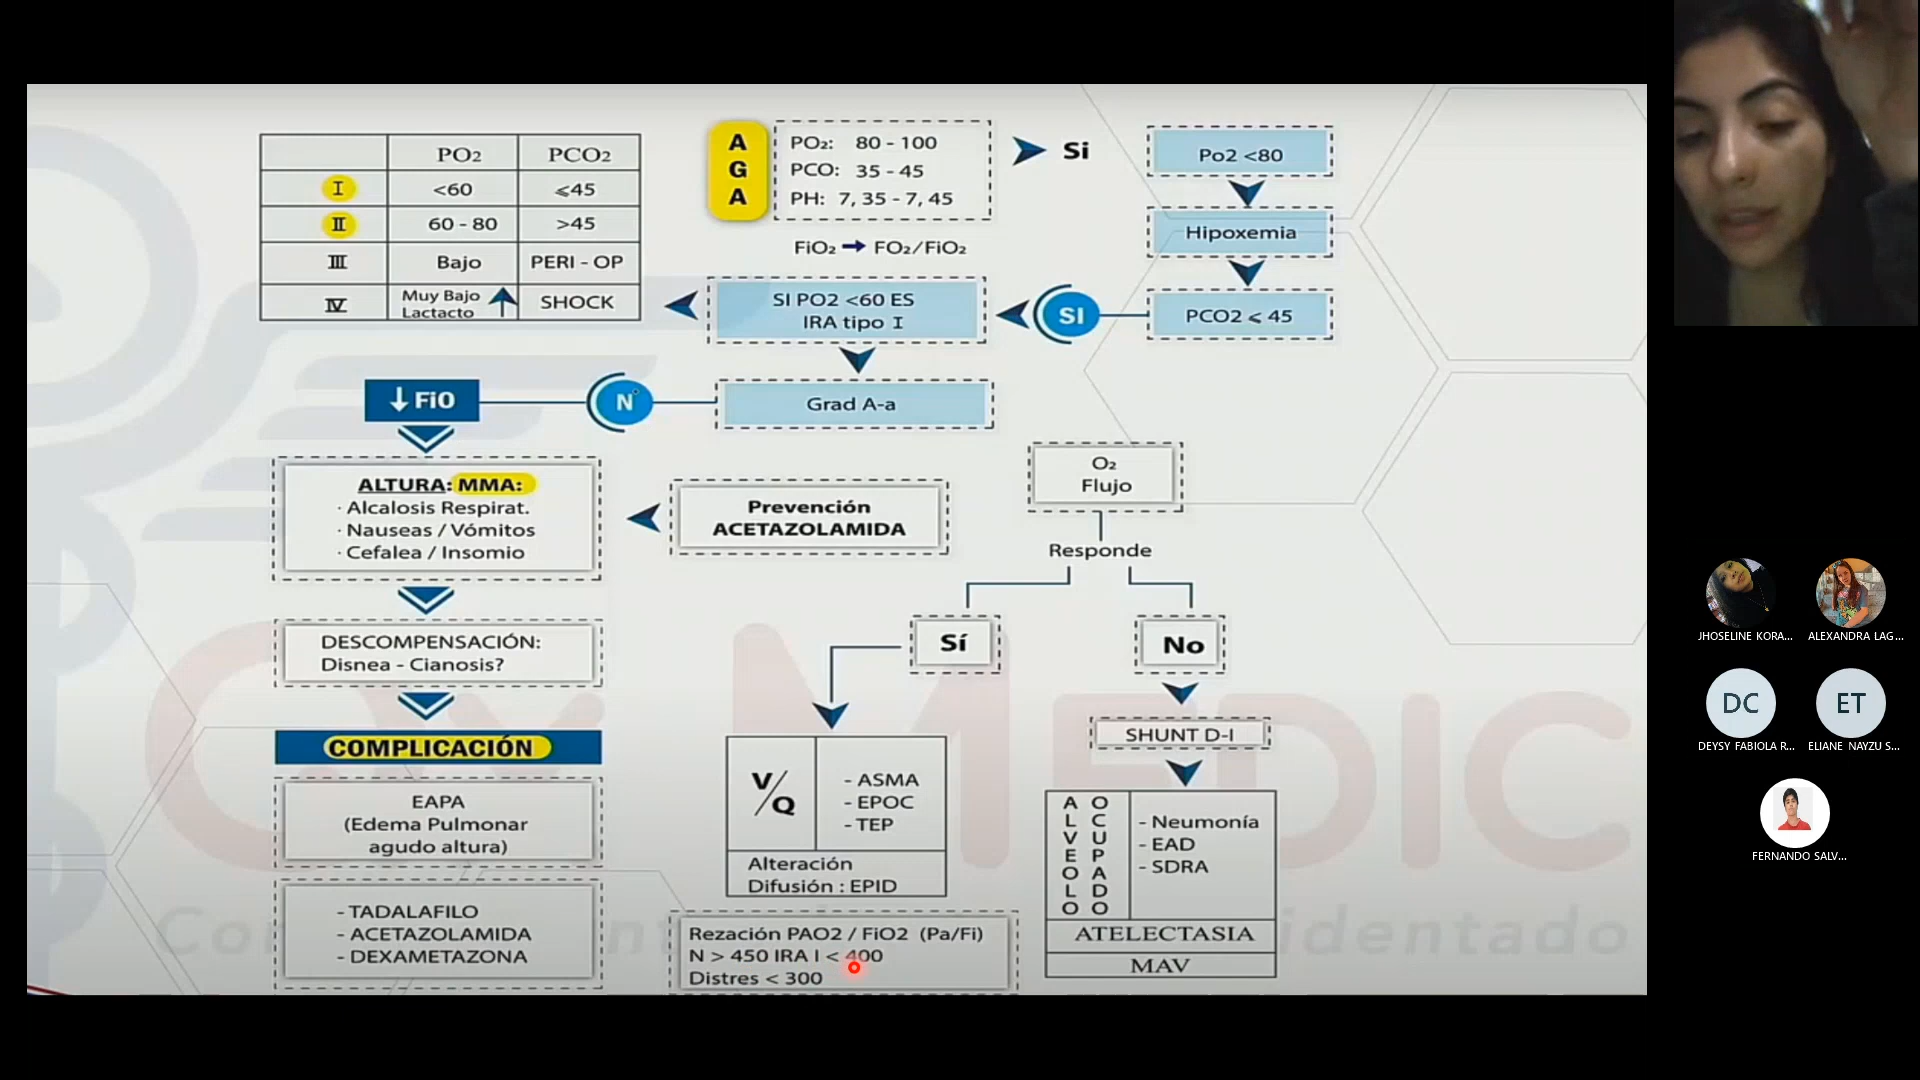 PO₂ PCO₂
I <60 ⩽45
II 60 - 80 >45
III Bajo PERI - OP
IV Muy Bajo Lactacto SHOCK
A
G
A
PO₂: 80 - 100
PCO: 35 - 45
PH: 7, 35 - 7, 45
Si
FiO₂ → FO₂/FiO₂
Po2 <80
Hipoxemia
PCO2 ⩽ 45
SI
SI PO2 <60 ES
IRA tipo I
Grad A-a
N
↓ FiO
ALTURA: MMA:
· Alcalosis Respirat.
· Nauseas / Vómitos
· Cefalea / Insomio
Prevención
ACETAZOLAMIDA
DESCOMPENSACIÓN:
Disnea - Cianosis?
COMPLICACIÓN
EAPA
(Edema Pulmonar
agudo altura)
- TADALAFILO
- ACETAZOLAMIDA
- DEXAMETAZONA
O₂
Flujo
Responde
Sí
No
V/Q
- ASMA
- EPOC
- TEP
Alteración
Difusión : EPID
Rezación PAO2 / FiO2 (Pa/Fi)
N > 450 IRA I < 400
Distres < 300
SHUNT D-I
ALVEOLO
OCUPADO
- Neumonía
- EAD
- SDRA
ATELECTASIA
MAV
MEDIC
identado
JHOSELINE KORA...
ALEXANDRA LAG...
DC
ET
DEYSY FABIOLA R...
ELIANE NAYZU S...
FERNANDO SALV...